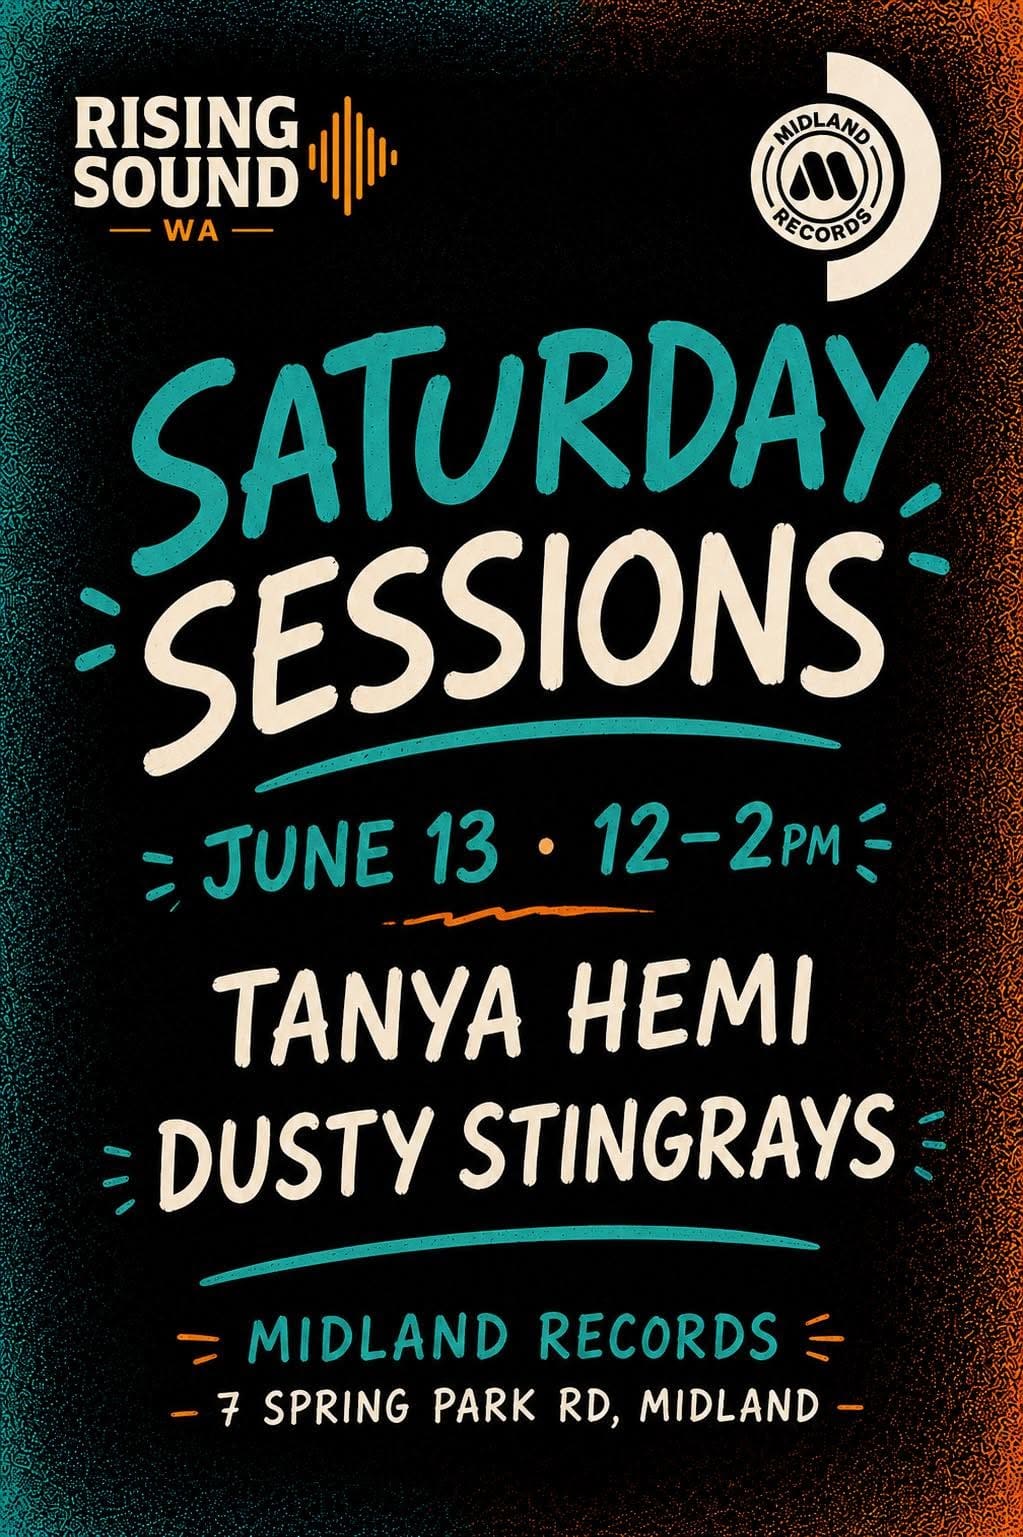 RISING
SOUND
WA
MIDLAND
RECORDS
SATURDAY
SESSIONS
JUNE 13 • 12-2PM
TANYA HEMI
DUSTY STINGRAYS
MIDLAND RECORDS
7 SPRING PARK RD, MIDLAND